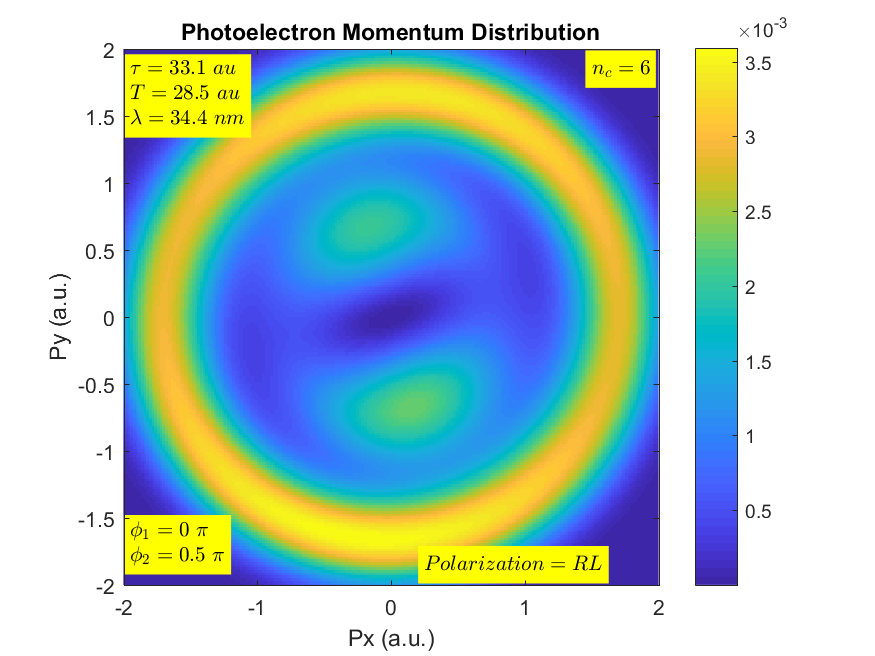 Photoelectron Momentum Distribution
×10⁻³
τ = 33.1 au
T = 28.5 au
λ = 34.4 nm
n_c = 6
ϕ₁ = 0 π
ϕ₂ = 0.5 π
Polarization = RL
2
1.5
1
0.5
0
-0.5
-1
-1.5
-2
Py (a.u.)
-2
-1
0
1
2
Px (a.u.)
3.5
3
2.5
2
1.5
1
0.5